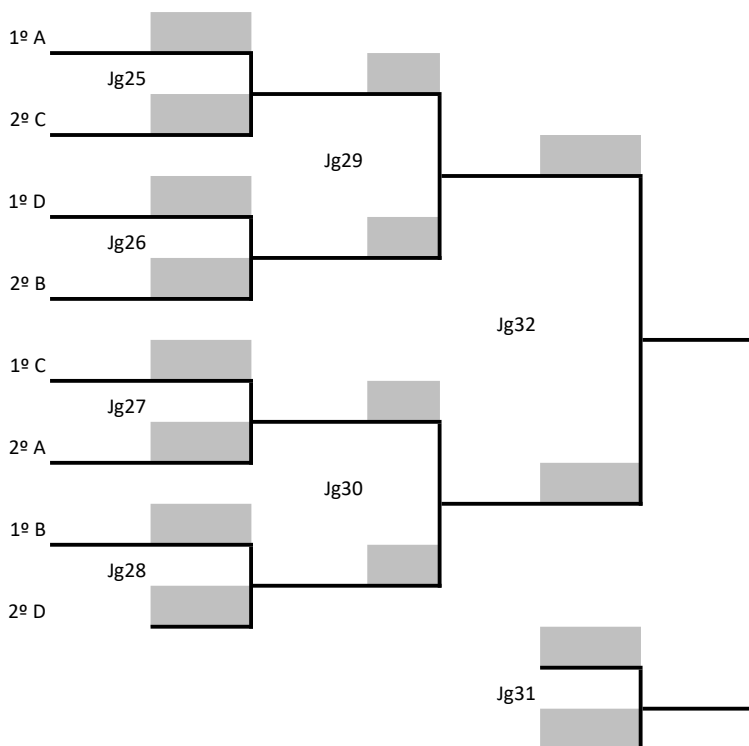 1º A
Jg25
2º C
Jg29
1º D
Jg26
2º B
Jg32
1º C
Jg27
2º A
Jg30
1º B
Jg28
2º D
Jg31